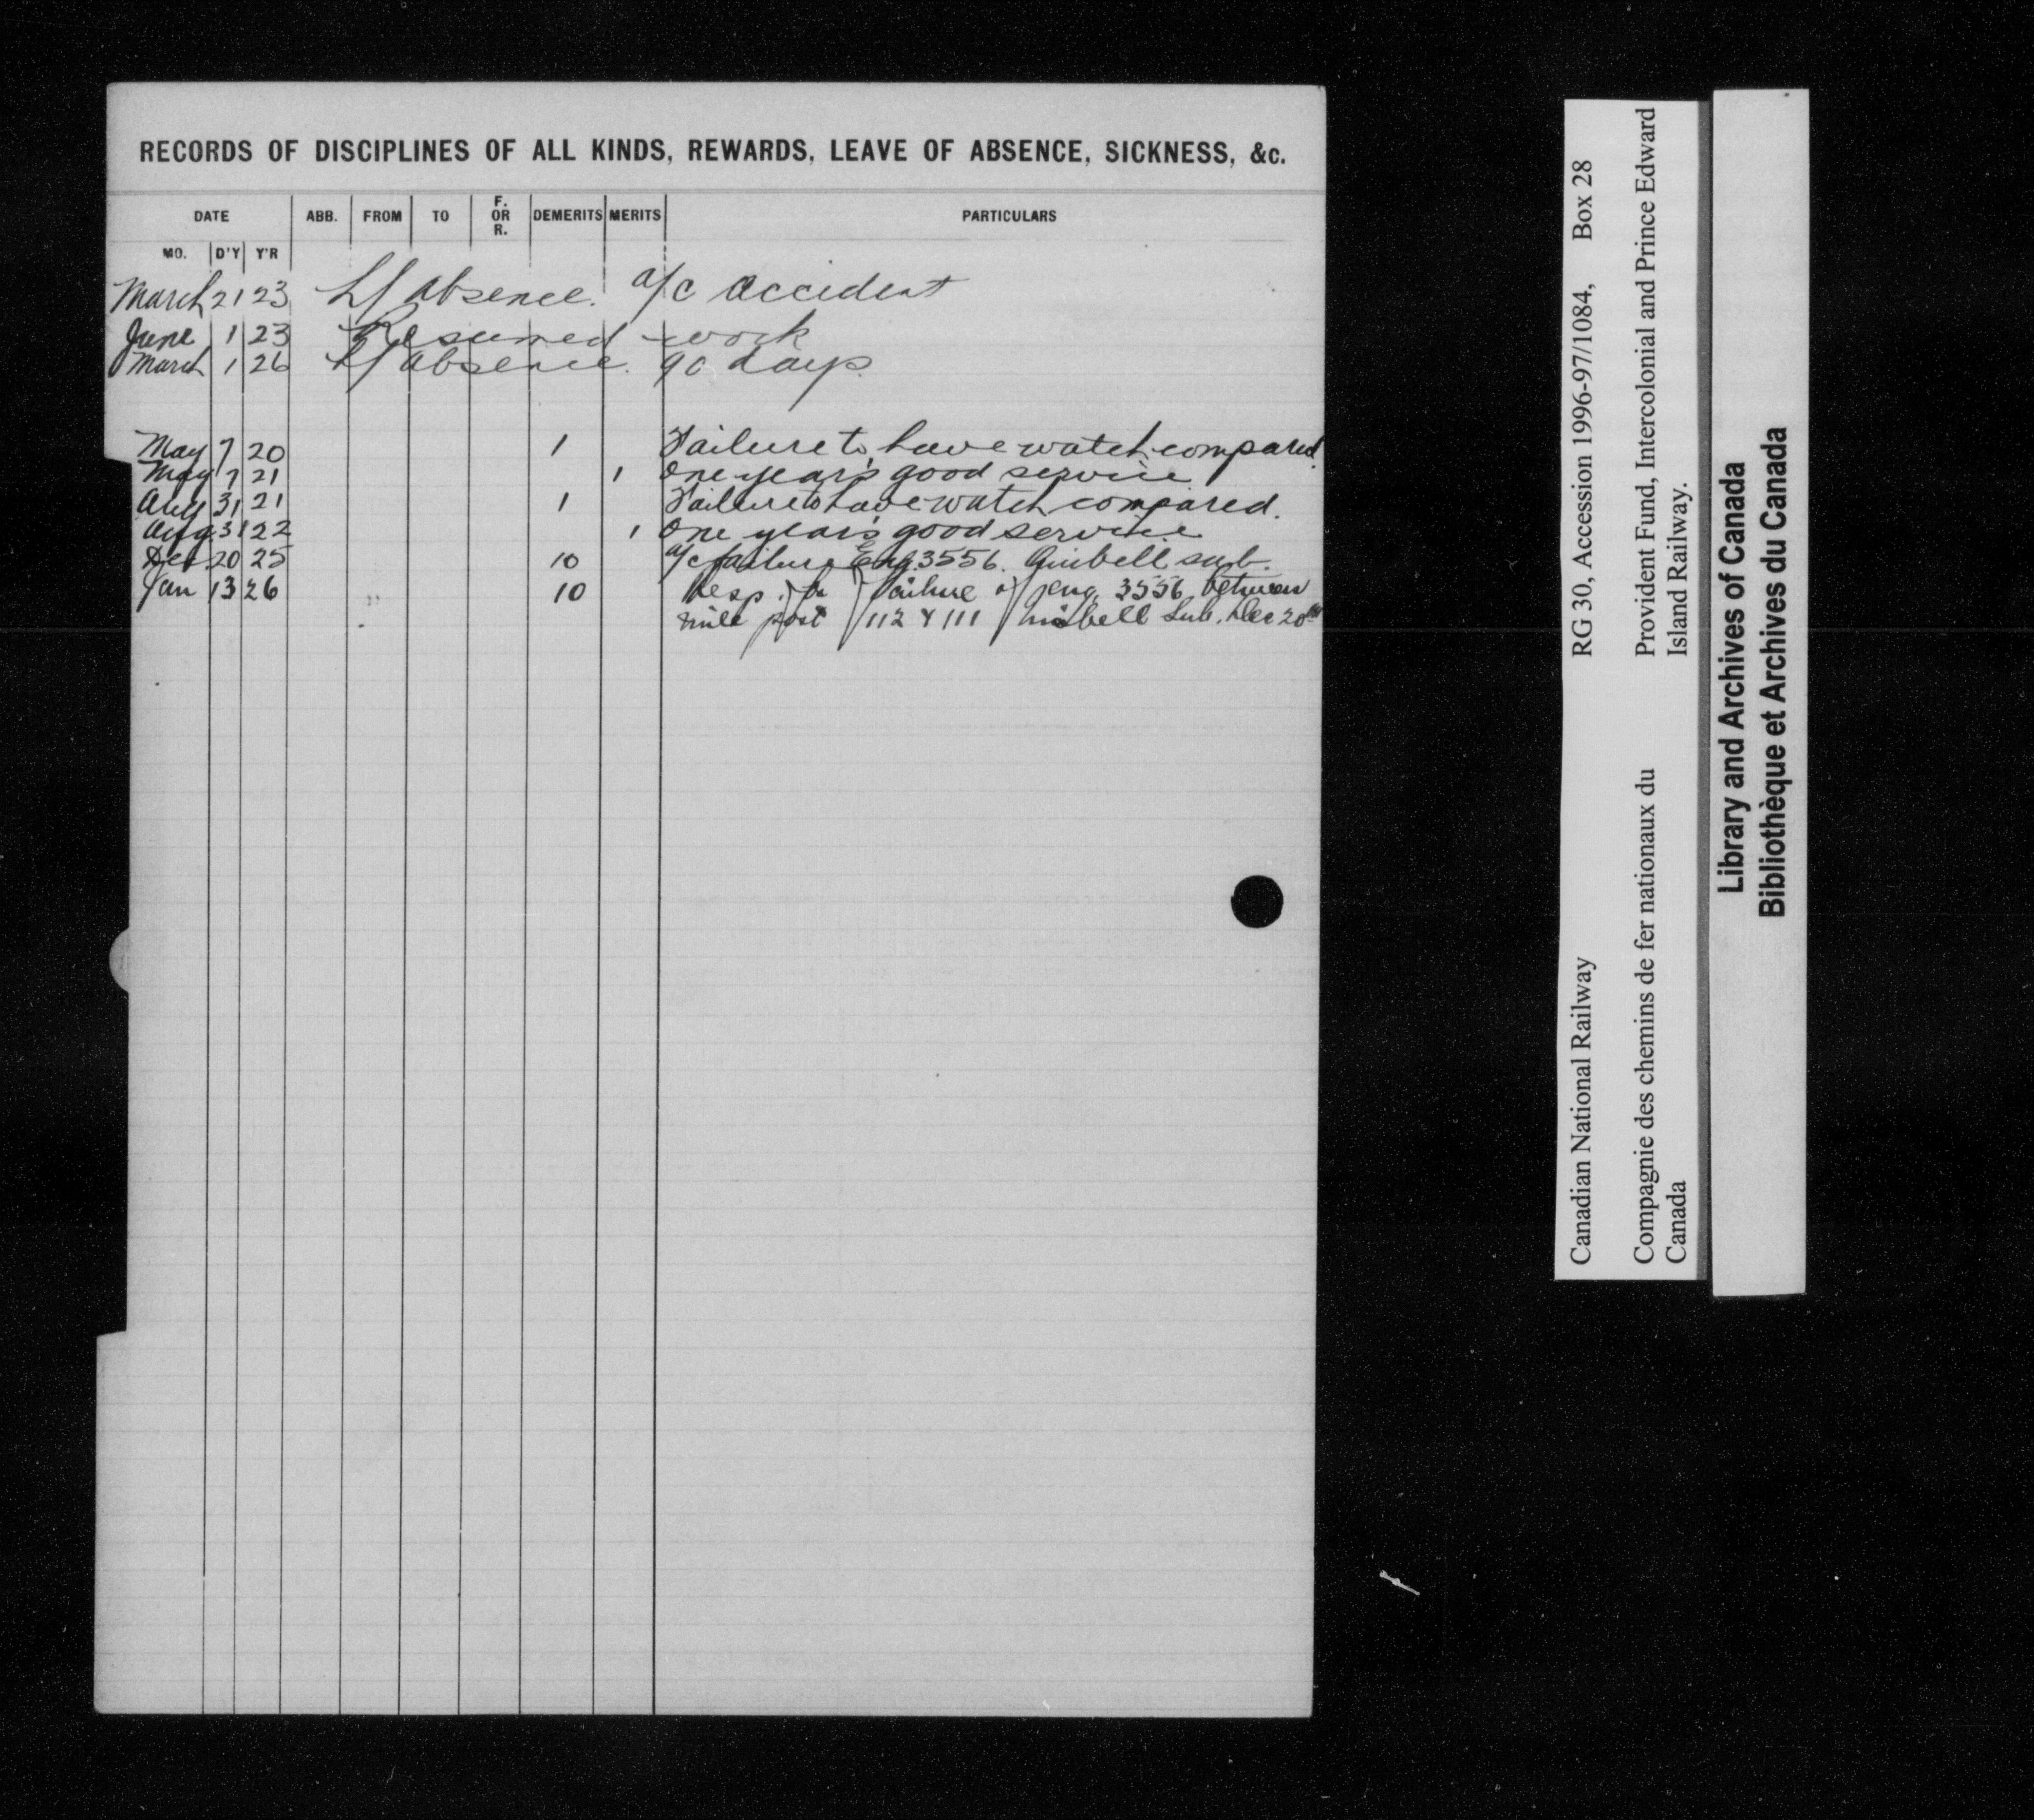 RECORDS OF DISCIPLINES OF ALL KINDS, REWARDS, LEAVE OF ABSENCE, SICKNESS, &c.
DATE ABB. FROM TO F. OR R. DEMERITS MERITS PARTICULARS
MO. D'Y Y'R
March 21 23 L/ absence. a/c accident
June 1 23 Resumed work
March 1 26 L/ absence. 90 days.
May 7 20 1 Failure to have watch compared.
May 7 21 1 One year's good service
Aug 31 21 1 Failure to have watch compared.
Aug. 31 22 1 One year's good service
Dec 20 25 10 a/c failure Eng. 3556. sub.
Jan 13 26 10 Resp. for failure of eng. 3556 between
mile post 112 & 111 Sub. Dec 20th
Canadian National Railway RG 30, Accession 1996-97/1084, Box 28
Compagnie des chemins de fer nationaux du Provident Fund, Intercolonial and Prince Edward
Canada Island Railway.
Library and Archives of Canada
Bibliothèque et Archives du Canada